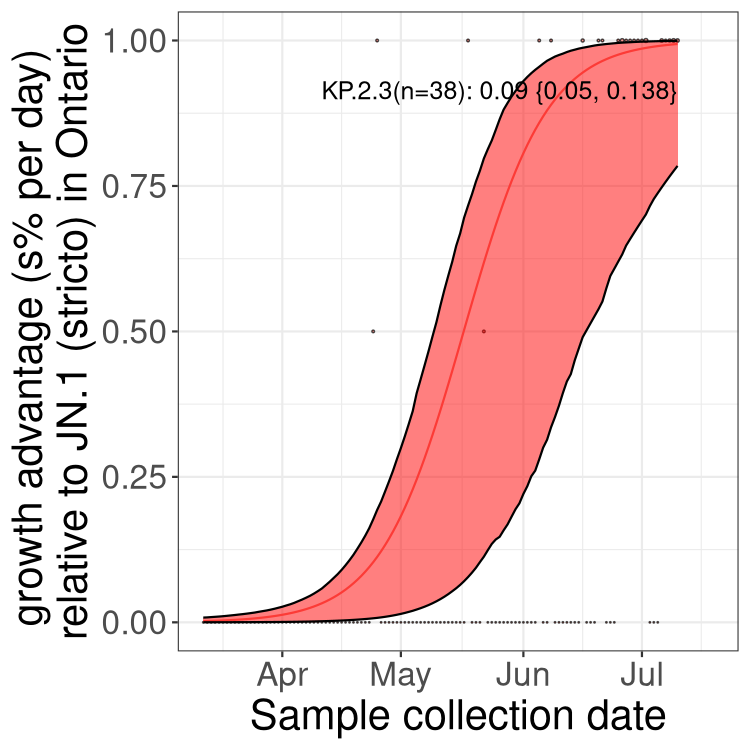 growth advantage (s% per day)
relative to JN.1 (stricto) in Ontario
1.00
0.75
0.50
0.25
0.00
KP.2.3(n=38): 0.09 {0.05, 0.138}
Apr May Jun Jul
Sample collection date